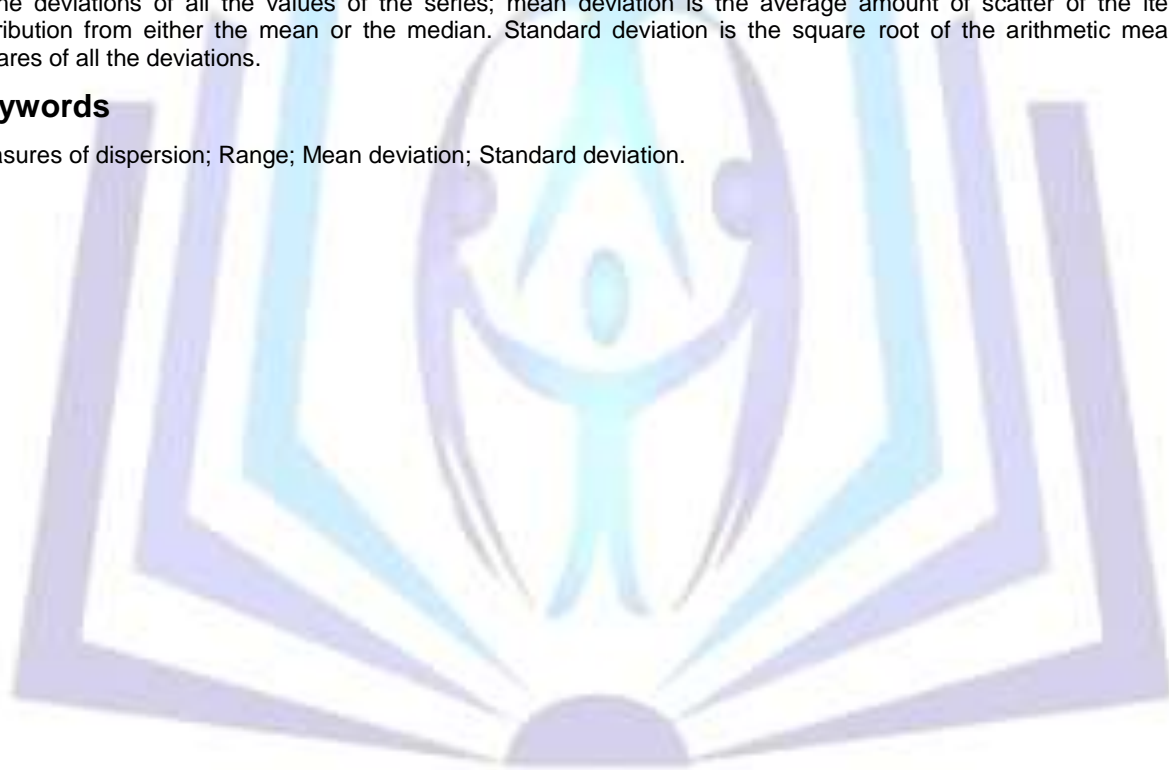 he deviations of all the values of the series; mean deviation is the average amount of scatter of the ite
ribution from either the mean or the median. Standard deviation is the square root of the arithmetic mea
ares of all the deviations.
ywords
asures of dispersion; Range; Mean deviation; Standard deviation.